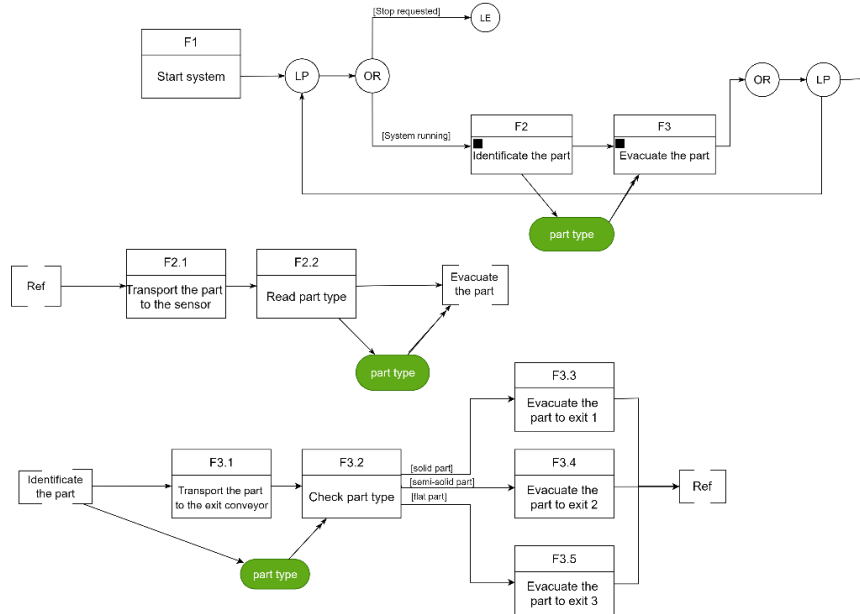 [Stop requested]
LE
F1
Start system
LP
OR
OR
LP
[System running]
F2
Identificate the part
F3
Evacuate the part
part type
F2.1
Transport the part
to the sensor
F2.2
Read part type
Evacuate
the part
Ref
part type
F3.3
Evacuate the
part to exit 1
F3.1
Transport the part
to the exit conveyor
F3.2
Check part type
[solid part]
[semi-solid part]
[flat part]
F3.4
Evacuate the
part to exit 2
Identificate
the part
Ref
part type
F3.5
Evacuate the
part to exit 3